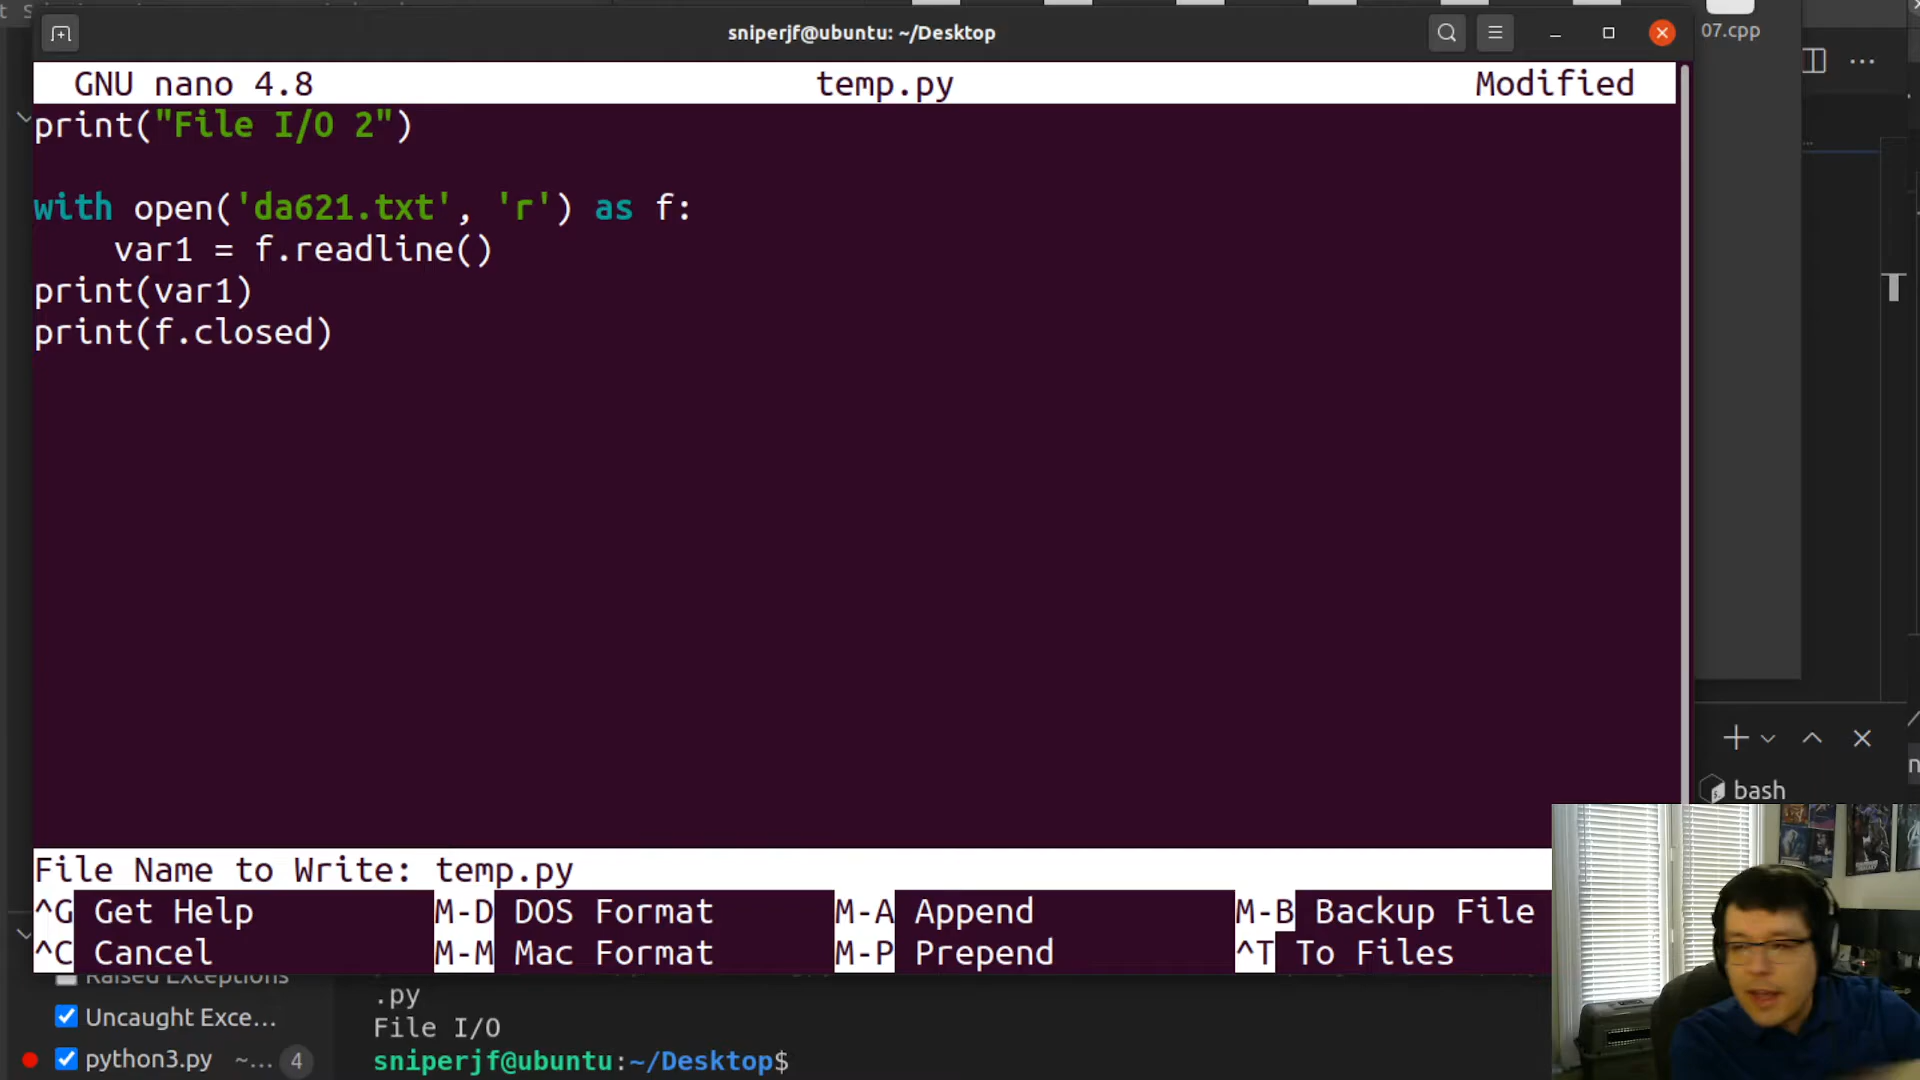 sniperjf@ubuntu: ~/Desktop
07.cpp
GNU nano 4.8 temp.py Modified
print("File I/O 2")
with open('da621.txt', 'r') as f:
var1 = f.readline()
print(var1)
print(f.closed)
bash
File Name to Write: temp.py
^G Get Help M-D DOS Format M-A Append M-B Backup File
^C Cancel M-M Mac Format M-P Prepend ^T To Files
Raised Exceptions
.py
Uncaught Exce...
File I/O
python3.py ~... 4
sniperjf@ubuntu:~/Desktop$